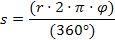 s = (r · 2 · π · φ) / (360°)